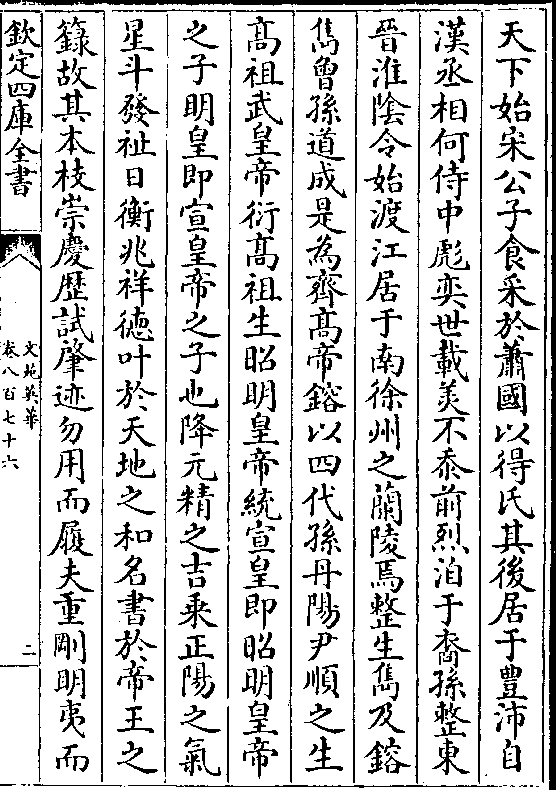 天下始宋公子食采於蕭國以得氏其後居于豐沛自
漢丞相何侍中彪奕世載美不忝前烈洎于裔孫整東
晉淮陰令始渡江居于南徐州之蘭陵焉整生雋及鎋
雋曾孫道成是為齊髙帝鎋以四代孫丹陽尹順之生
髙祖武皇帝衍髙祖生昭明皇帝統宣皇即昭明皇帝
之子明皇即宣皇帝之子也降元精之吉乘正陽之氣
星斗發祉日衡兆祥徳叶於天地之和名書於帝王之
籙故其本枝崇慶歴試肇迹勿用而履夫重剛明夷而
欽定四庫全書
文苑英華
卷八百七十六
二